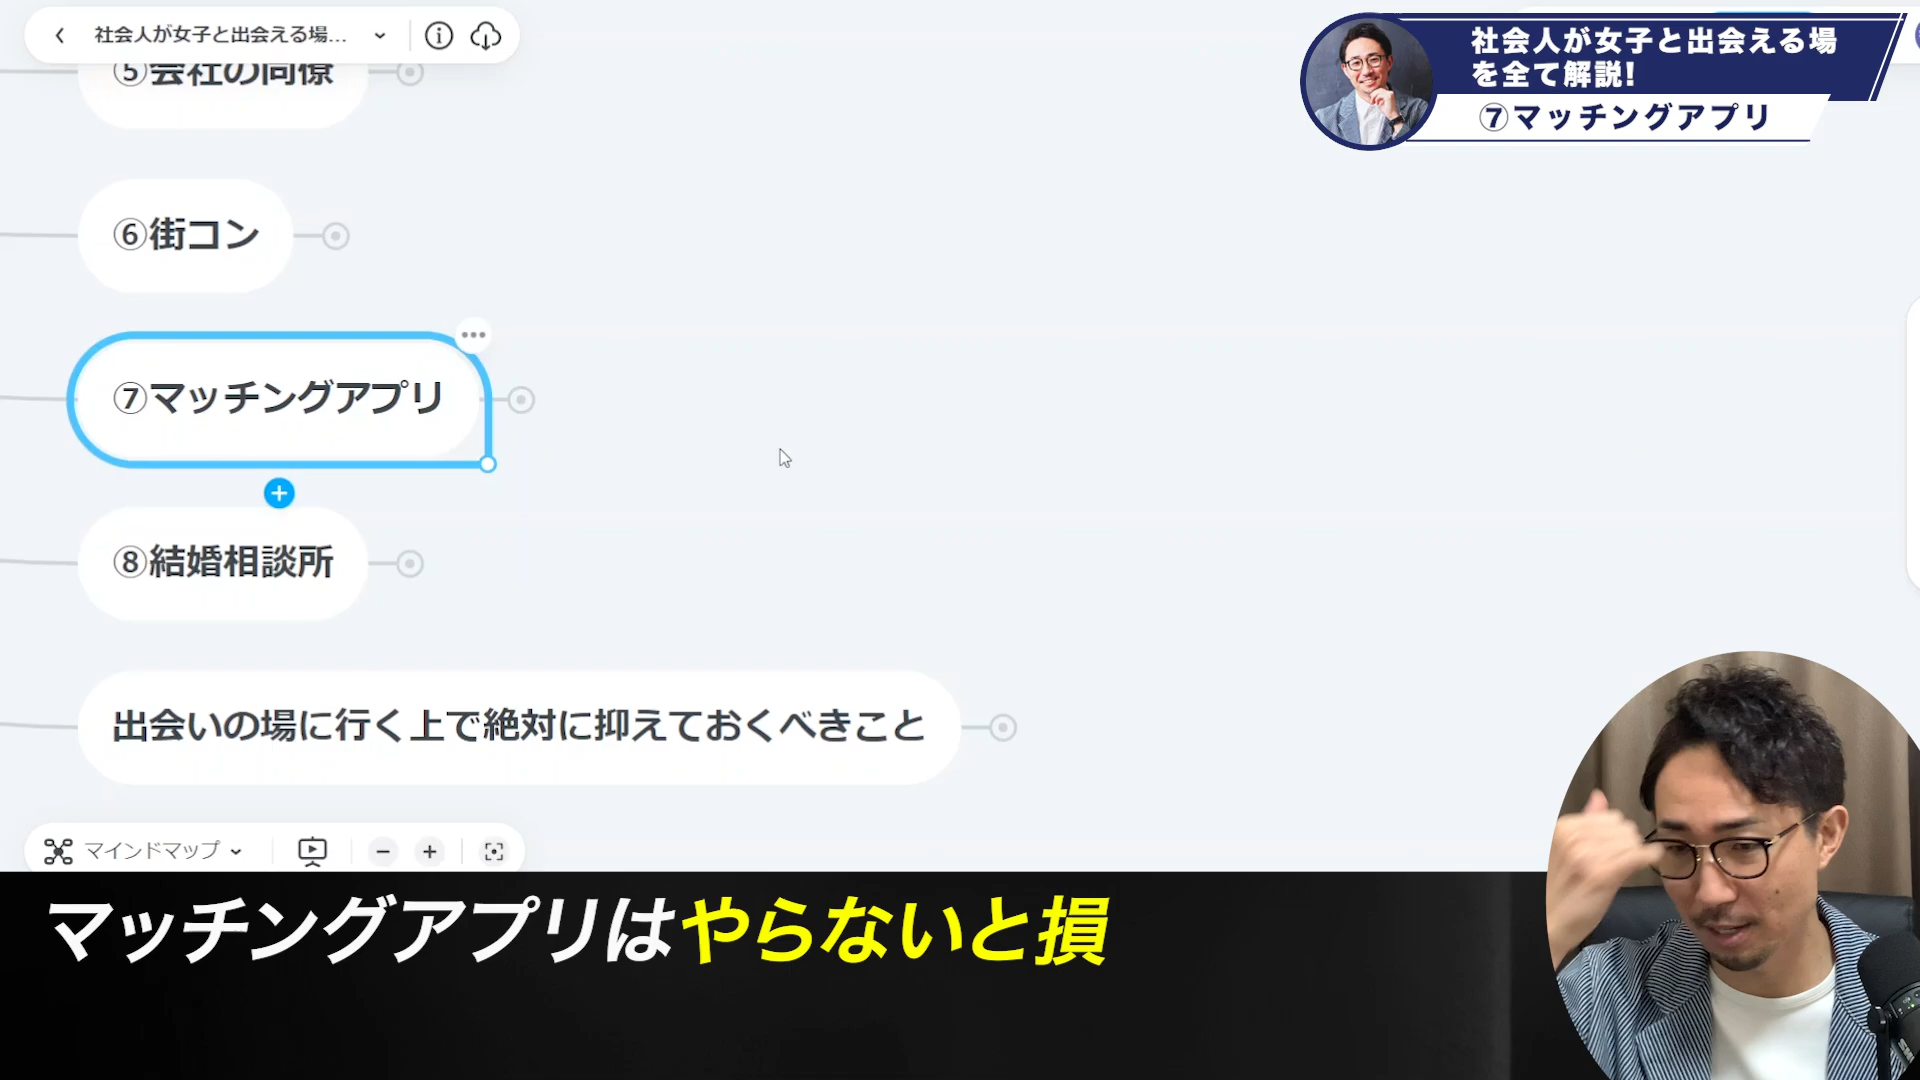 社会人が女子と出会える場...
社会人が女子と出会える場
を全て解説!
⑦マッチングアプリ
⑤会社の同僚
⑥街コン
⑦マッチングアプリ
⑧結婚相談所
出会いの場に行く上で絶対に抑えておくべきこと
マインドマップ
マッチングアプリはやらないと損